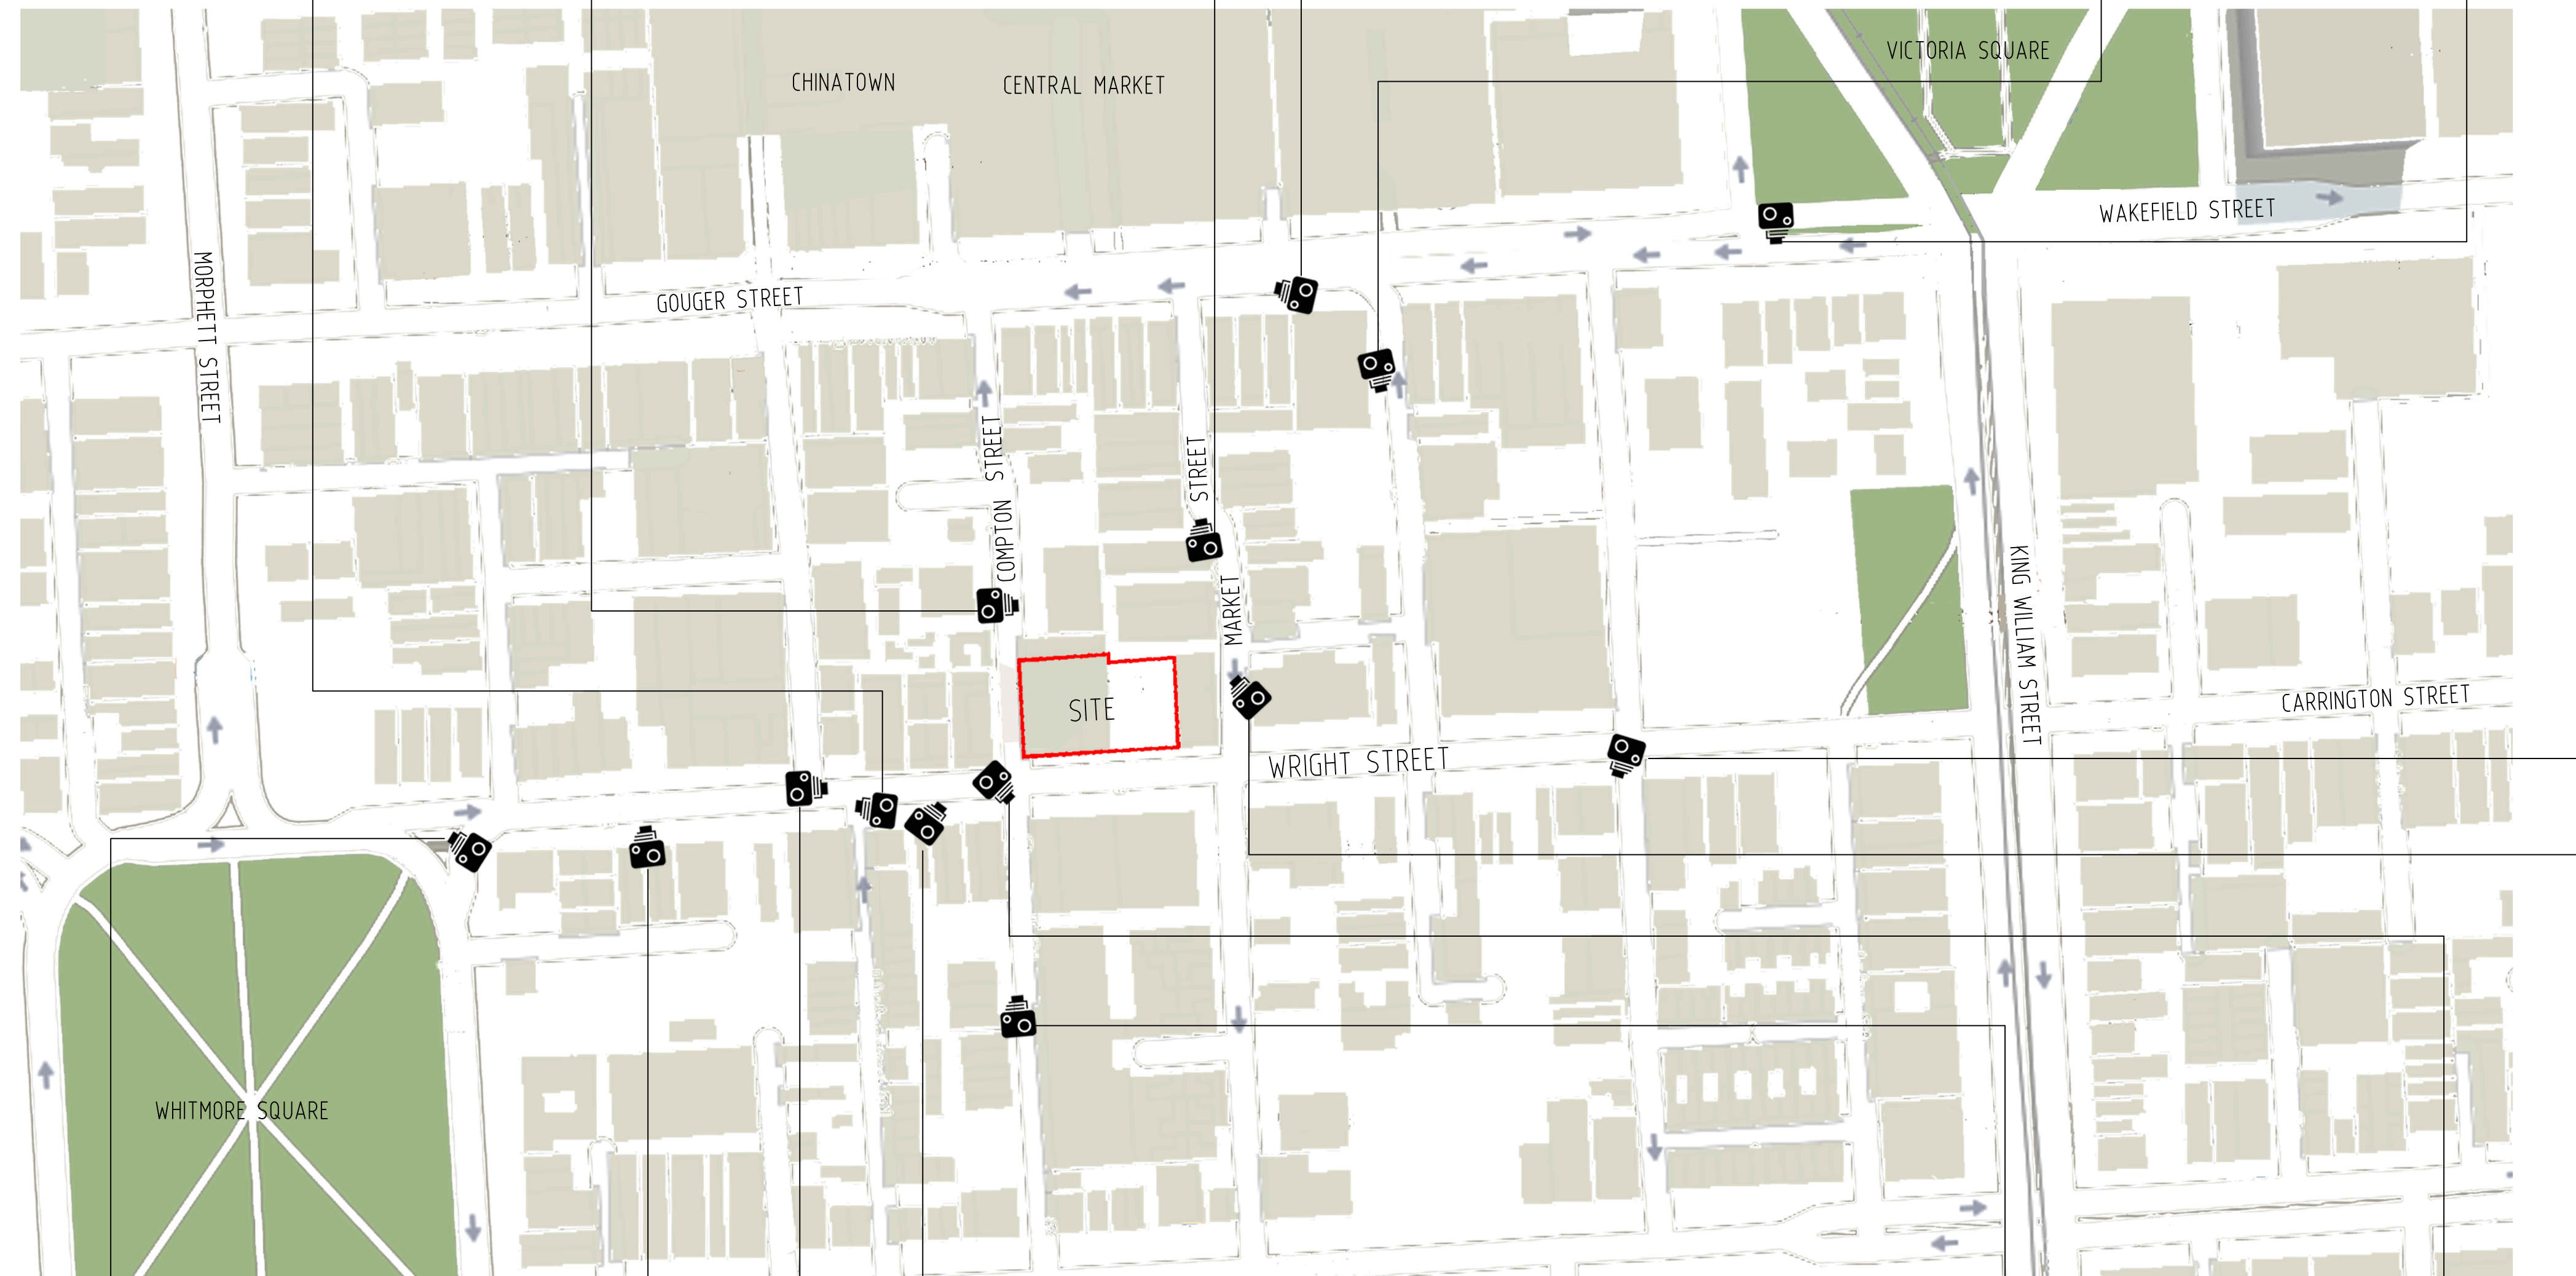 VICTORIA SQUARE
CHINATOWN
CENTRAL MARKET
WAKEFIELD STREET
MORPHETT STREET
GOUGER STREET
COMPTON STREET
MARKET STREET
KING WILLIAM STREET
CARRINGTON STREET
SITE
WRIGHT STREET
WHITMORE SQUARE